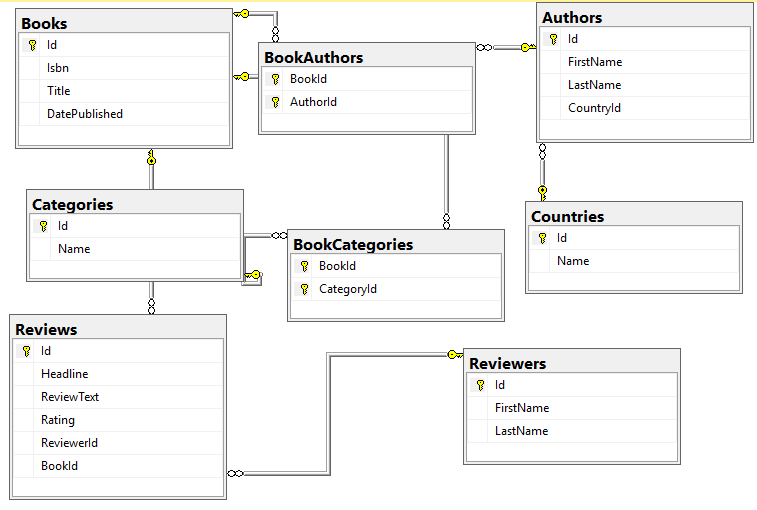 Books
Id
Isbn
Title
DatePublished
BookAuthors
BookId
AuthorId
Authors
Id
FirstName
LastName
CountryId
Categories
Id
Name
BookCategories
BookId
CategoryId
Countries
Id
Name
Reviews
Id
Headline
ReviewText
Rating
ReviewerId
BookId
Reviewers
Id
FirstName
LastName